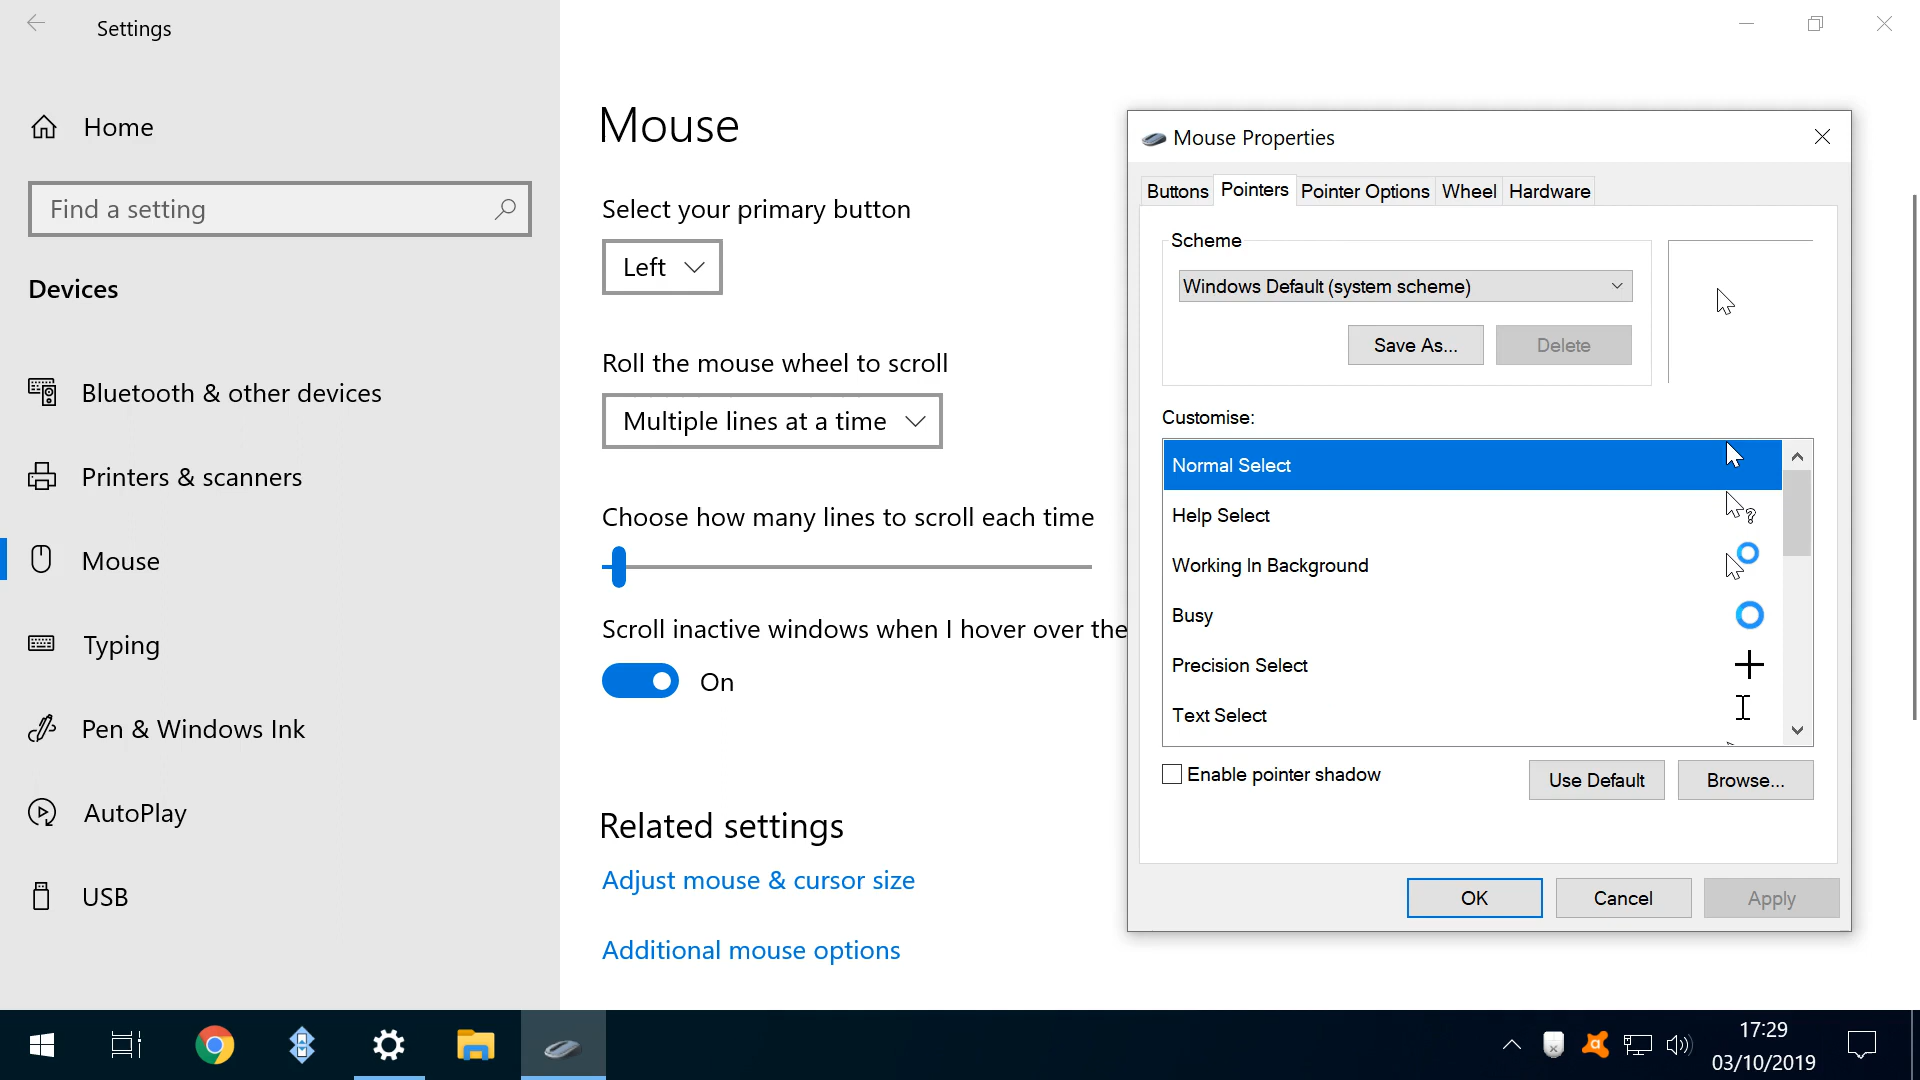 Settings
Home
Find a setting
Devices
Bluetooth & other devices
Printers & scanners
Mouse
Typing
Pen & Windows Ink
AutoPlay
USB
Mouse
Select your primary button
Left
Roll the mouse wheel to scroll
Multiple lines at a time
Choose how many lines to scroll each time
Scroll inactive windows when I hover over the
On
Related settings
Adjust mouse & cursor size
Additional mouse options
Mouse Properties
Buttons Pointers Pointer Options Wheel Hardware
Scheme
Windows Default (system scheme)
Save As... Delete
Customise:
Normal Select
Help Select
Working In Background
Busy
Precision Select
Text Select
Enable pointer shadow
Use Default Browse...
OK Cancel Apply
17:29
03/10/2019